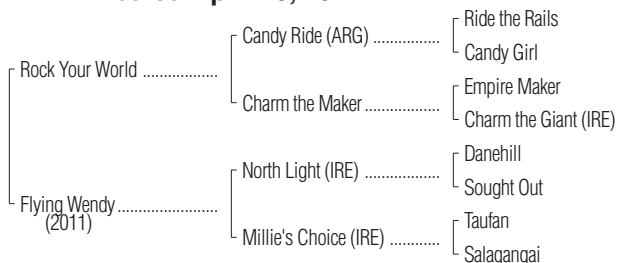 Ride the Rails
Candy Ride (ARG) ...............
Candy Girl
Rock Your World .................
Empire Maker
Charm the Maker .................
Charm the Giant (IRE)
Danehill
North Light (IRE) .................
Sought Out
Flying Wendy .......................
(2011)
Taufan
Millie's Choice (IRE) ............
Salagangai